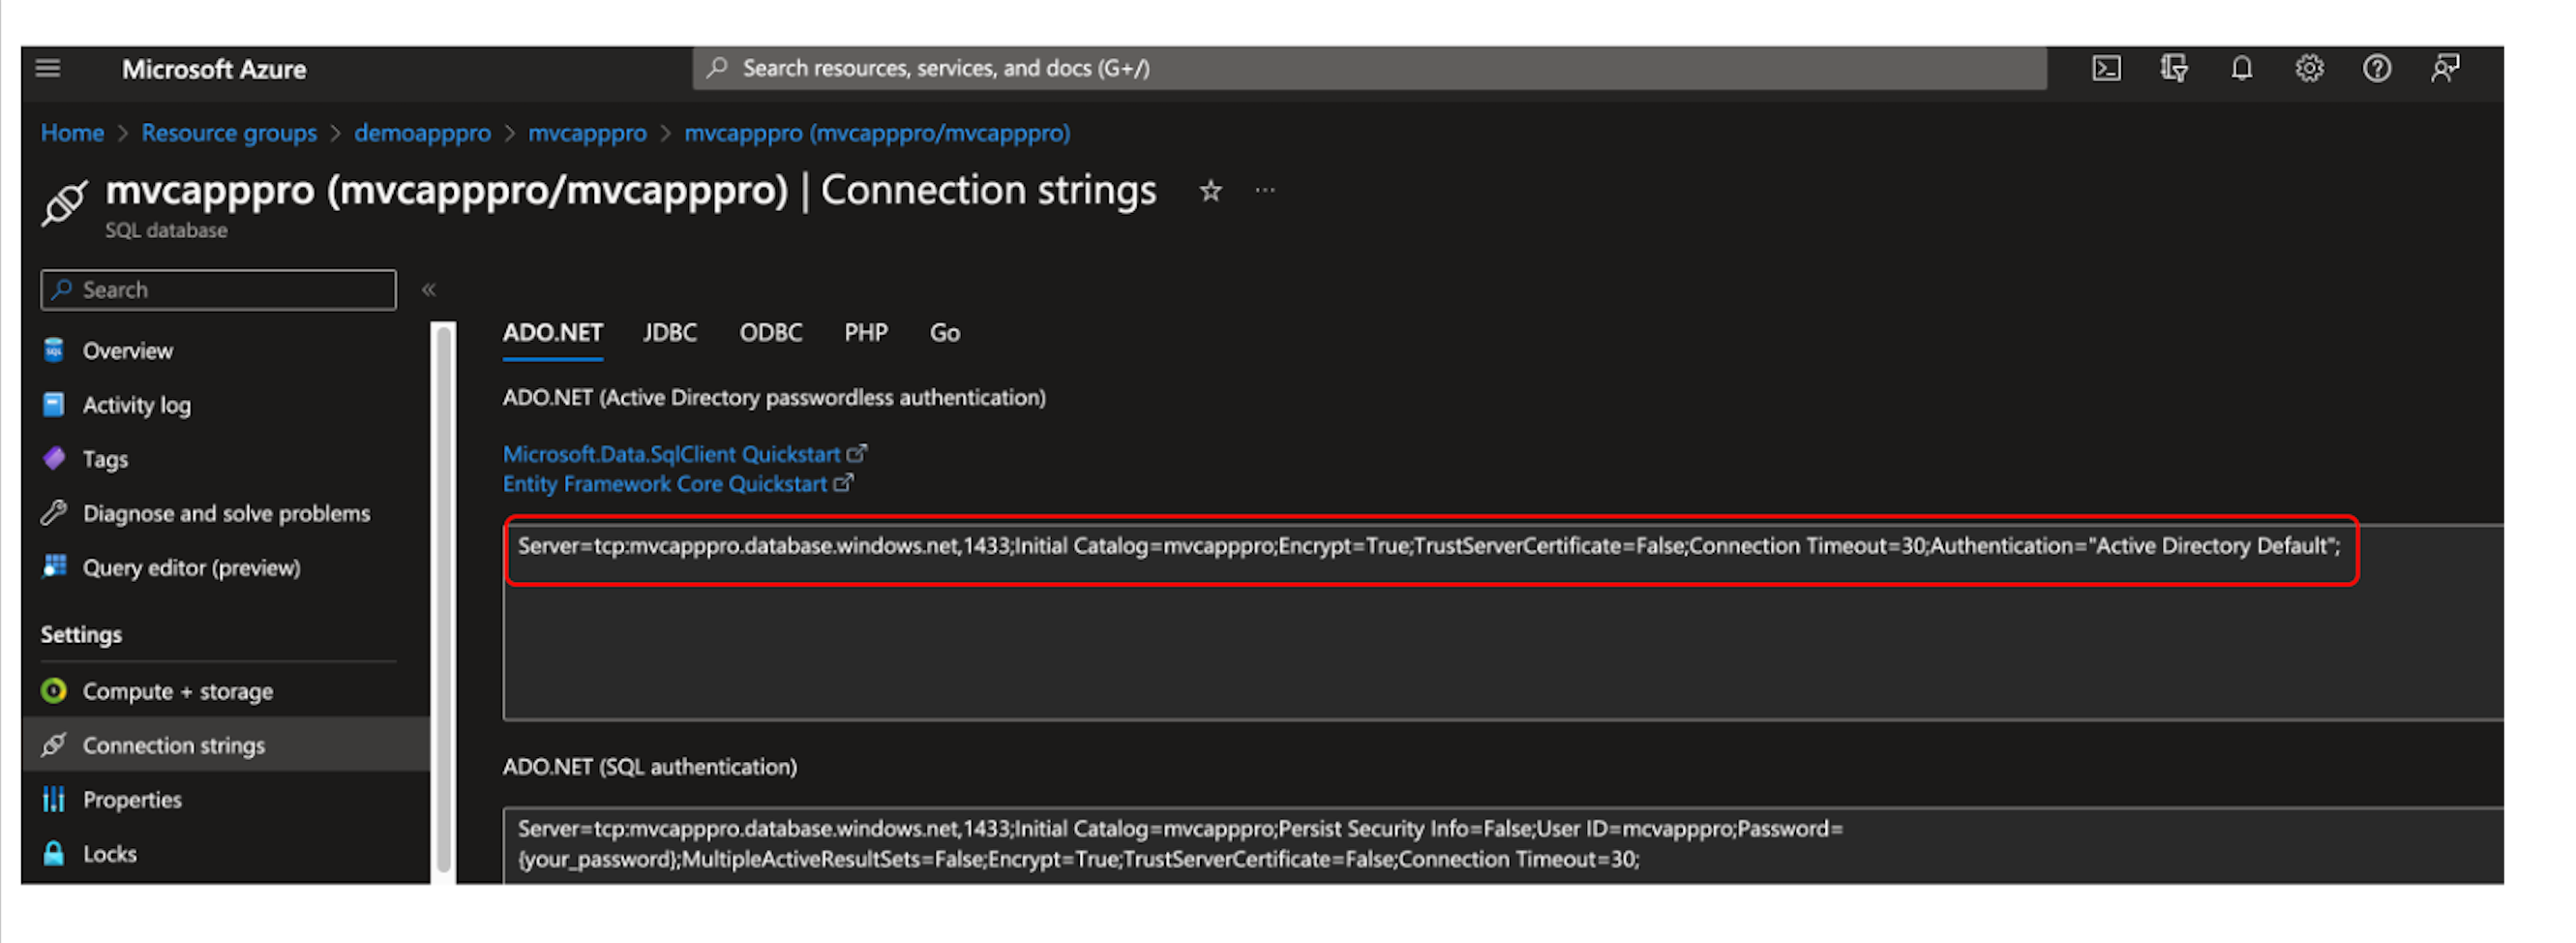 Microsoft Azure
Search resources, services, and docs (G+/)
Home > Resource groups > demoapppro > mvcapppro > mvcapppro (mvcapppro/mvcapppro)
mvcapppro (mvcapppro/mvcapppro) | Connection strings
SQL database
Search
«
Overview
Activity log
Tags
Diagnose and solve problems
Query editor (preview)
Settings
Compute + storage
Connection strings
Properties
Locks
ADO.NET JDBC ODBC PHP Go
ADO.NET (Active Directory passwordless authentication)
Microsoft.Data.SqlClient Quickstart
Entity Framework Core Quickstart
Server=tcp:mvcapppro.database.windows.net,1433;Initial Catalog=mvcapppro;Encrypt=True;TrustServerCertificate=False;Connection Timeout=30;Authentication="Active Directory Default";
ADO.NET (SQL authentication)
Server=tcp:mvcapppro.database.windows.net,1433;Initial Catalog=mvcapppro;Persist Security Info=False;User ID=mcvapppro;Password=
{your_password};MultipleActiveResultSets=False;Encrypt=True;TrustServerCertificate=False;Connection Timeout=30;